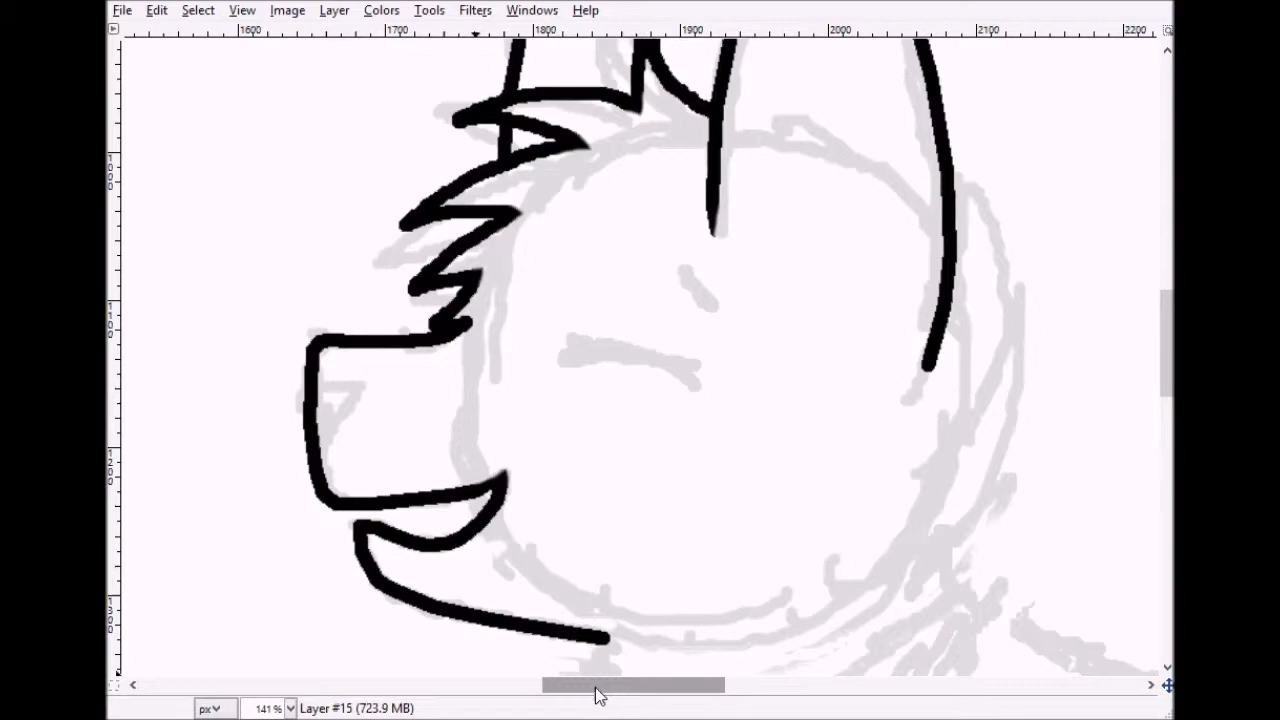 File Edit Select View Image Layer Colors Tools Filters Windows Help
1600 1700 1800 1900 2000 2100 2200
1000
1100
1200
1300
px 141 % Layer #15 (723.9 MB)